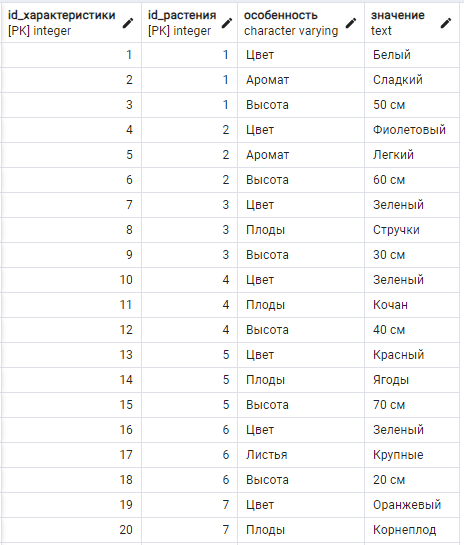 id_характеристики id_растения особенность значение
[PK] integer [PK] integer character varying text
1 1 Цвет Белый
2 1 Аромат Сладкий
3 1 Высота 50 см
4 2 Цвет Фиолетовый
5 2 Аромат Легкий
6 2 Высота 60 см
7 3 Цвет Зеленый
8 3 Плоды Стручки
9 3 Высота 30 см
10 4 Цвет Зеленый
11 4 Плоды Кочан
12 4 Высота 40 см
13 5 Цвет Красный
14 5 Плоды Ягоды
15 5 Высота 70 см
16 6 Цвет Зеленый
17 6 Листья Крупные
18 6 Высота 20 см
19 7 Цвет Оранжевый
20 7 Плоды Корнеплод